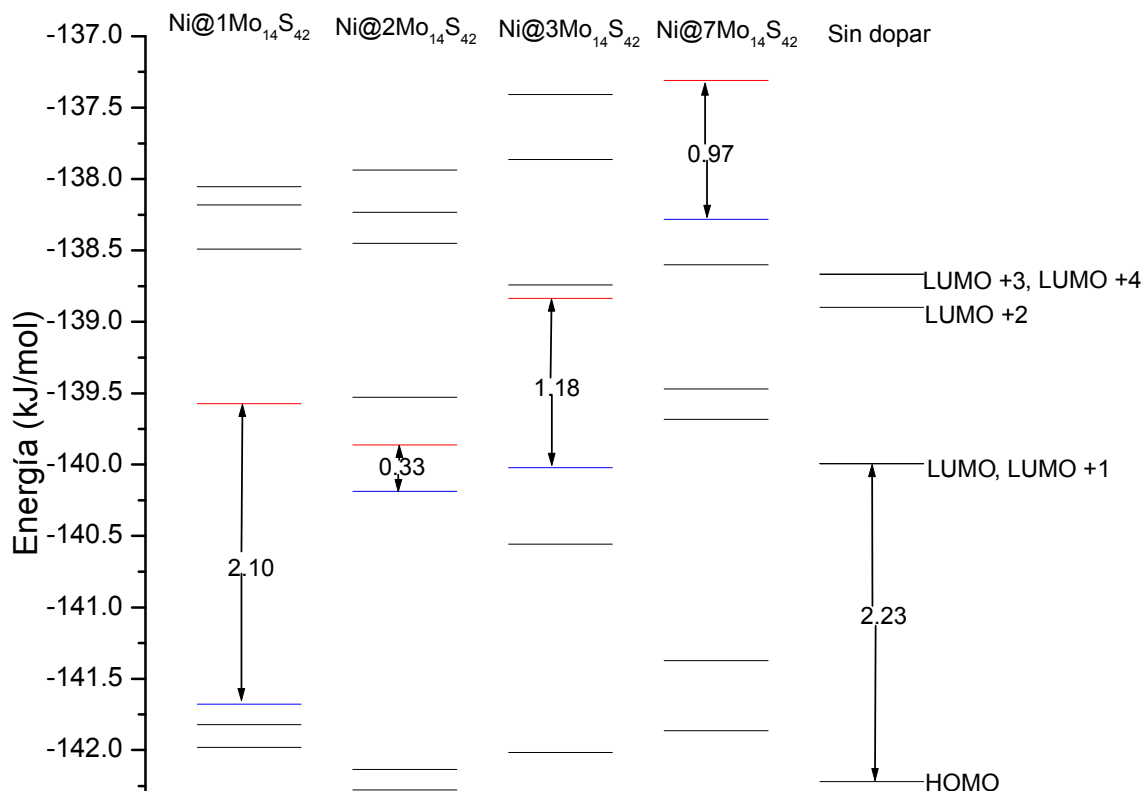 Ni@1Mo₁₄S₄₂ Ni@2Mo₁₄S₄₂ Ni@3Mo₁₄S₄₂ Ni@7Mo₁₄S₄₂ Sin dopar
Energía (kJ/mol)
-137.0
-137.5
-138.0
-138.5
-139.0
-139.5
-140.0
-140.5
-141.0
-141.5
-142.0
2.10
0.33
1.18
0.97
LUMO +3, LUMO +4
LUMO +2
LUMO, LUMO +1
2.23
HOMO